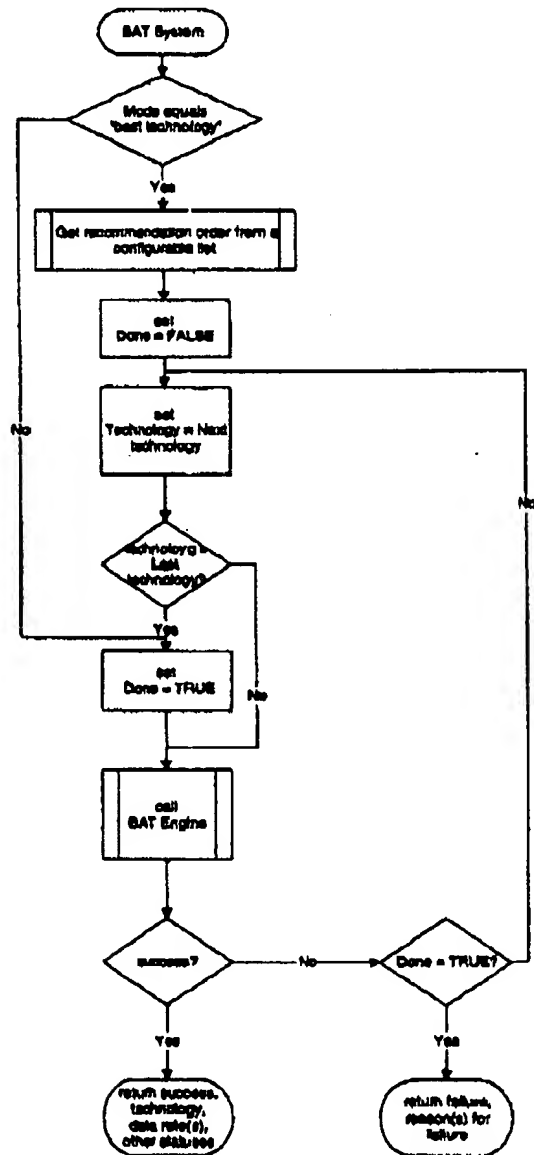 BAT System
Mode equals
"best technology"
Yes
Get recommendation order from a
configurable list
set
Done = FALSE
set
Technology = Next
technology
No
No
technology =
Last
technology?
Yes
set
Done = TRUE
No
call
BAT Engine
success?
No
Done = TRUE?
Yes
Yes
return success,
technology,
data rate(s),
other statuses
return failure,
reason(s) for
failure